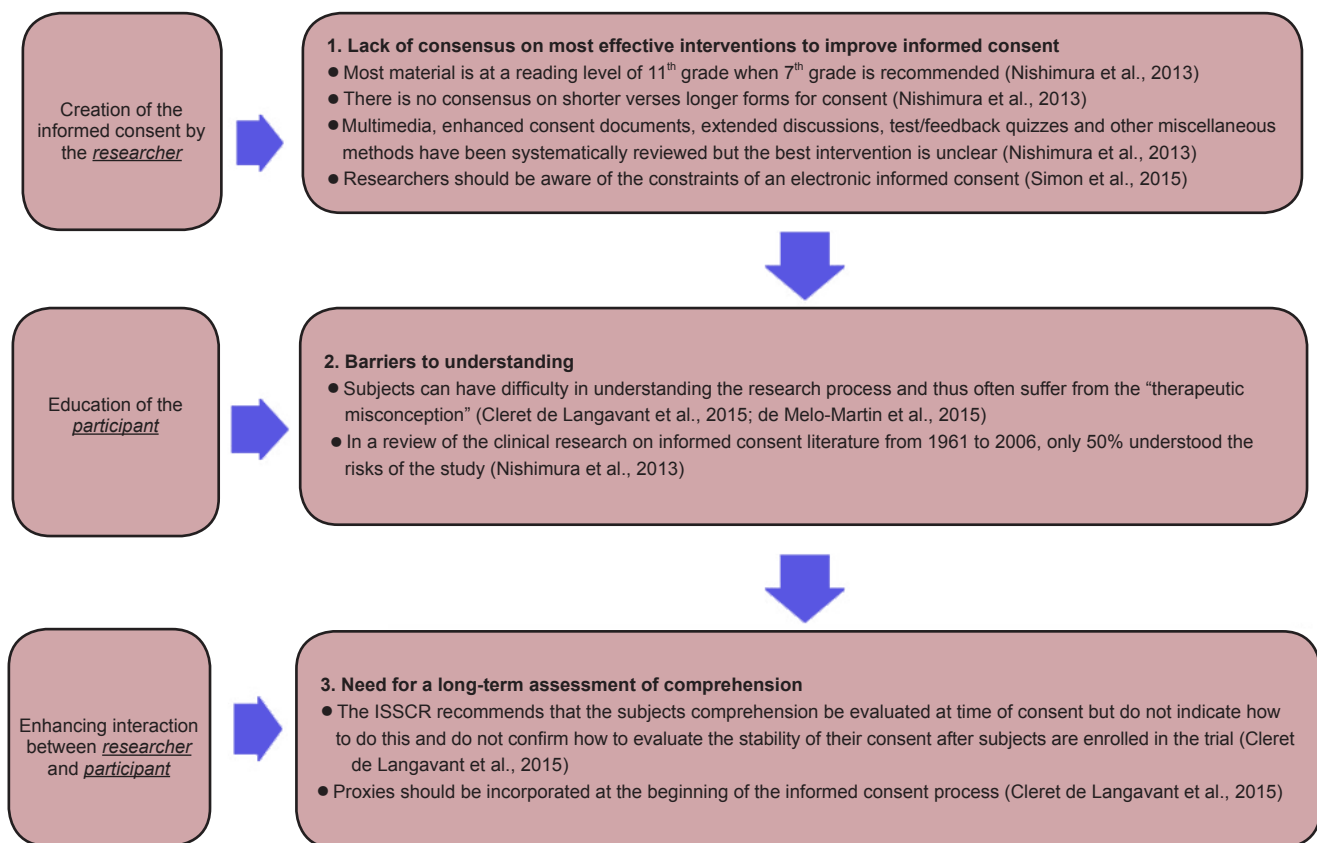 Creation of the
informed consent by
the researcher
1. Lack of consensus on most effective interventions to improve informed consent
● Most material is at a reading level of 11th grade when 7th grade is recommended (Nishimura et al., 2013)
● There is no consensus on shorter verses longer forms for consent (Nishimura et al., 2013)
● Multimedia, enhanced consent documents, extended discussions, test/feedback quizzes and other miscellaneous
methods have been systematically reviewed but the best intervention is unclear (Nishimura et al., 2013)
● Researchers should be aware of the constraints of an electronic informed consent (Simon et al., 2015)
Education of the
participant
2. Barriers to understanding
● Subjects can have difficulty in understanding the research process and thus often suffer from the “therapeutic
misconception” (Cleret de Langavant et al., 2015; de Melo-Martin et al., 2015)
● In a review of the clinical research on informed consent literature from 1961 to 2006, only 50% understood the
risks of the study (Nishimura et al., 2013)
Enhancing interaction
between researcher
and participant
3. Need for a long-term assessment of comprehension
● The ISSCR recommends that the subjects comprehension be evaluated at time of consent but do not indicate how
to do this and do not confirm how to evaluate the stability of their consent after subjects are enrolled in the trial (Cleret
de Langavant et al., 2015)
● Proxies should be incorporated at the beginning of the informed consent process (Cleret de Langavant et al., 2015)